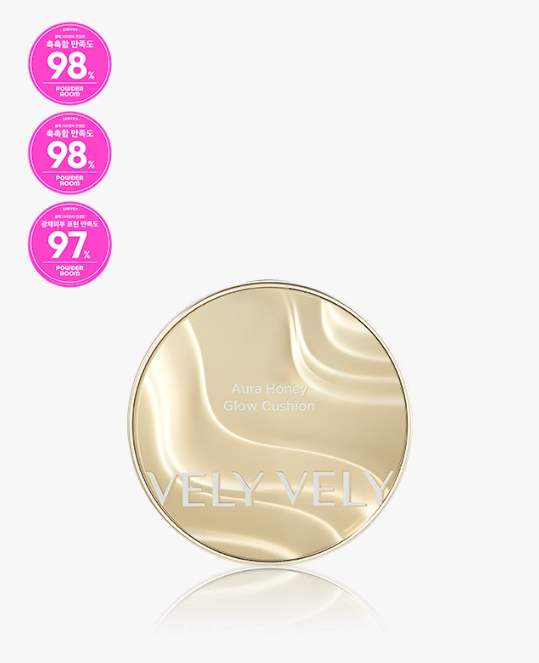 촉촉함 만족도
98%
POWDER
ROOM
촉촉함 만족도
98%
POWDER
ROOM
광채피부 표현 만족도
97%
POWDER
ROOM
Aura Honey
Glow Cushion
VELY VELY